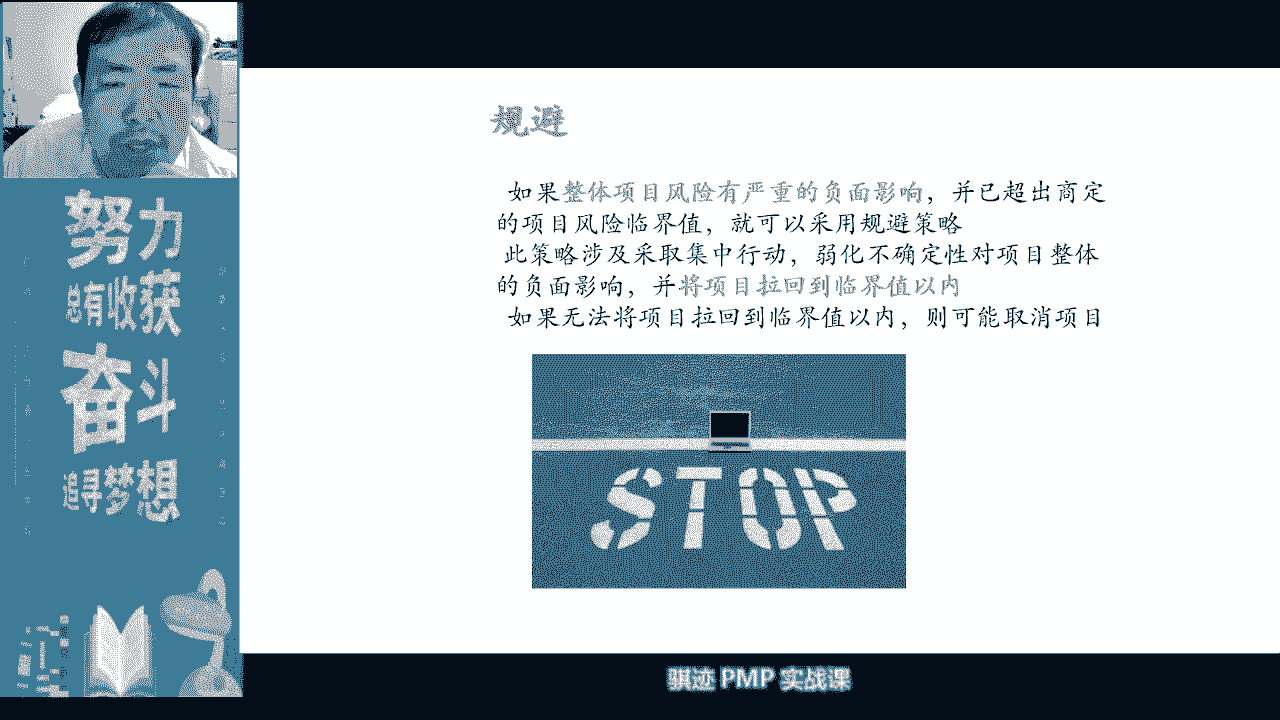 努力
总有收获
奋斗
追寻梦想
规避
如果整体项目风险有严重的负面影响，并已超出商定
的项目风险临界值，就可以采用规避策略
此策略涉及采取集中行动，弱化不确定性对项目整体
的负面影响，并将项目拉回到临界值以内
如果无法将项目拉回到临界值以内，则可能取消项目
STOP
骐迹 PMP 实战课